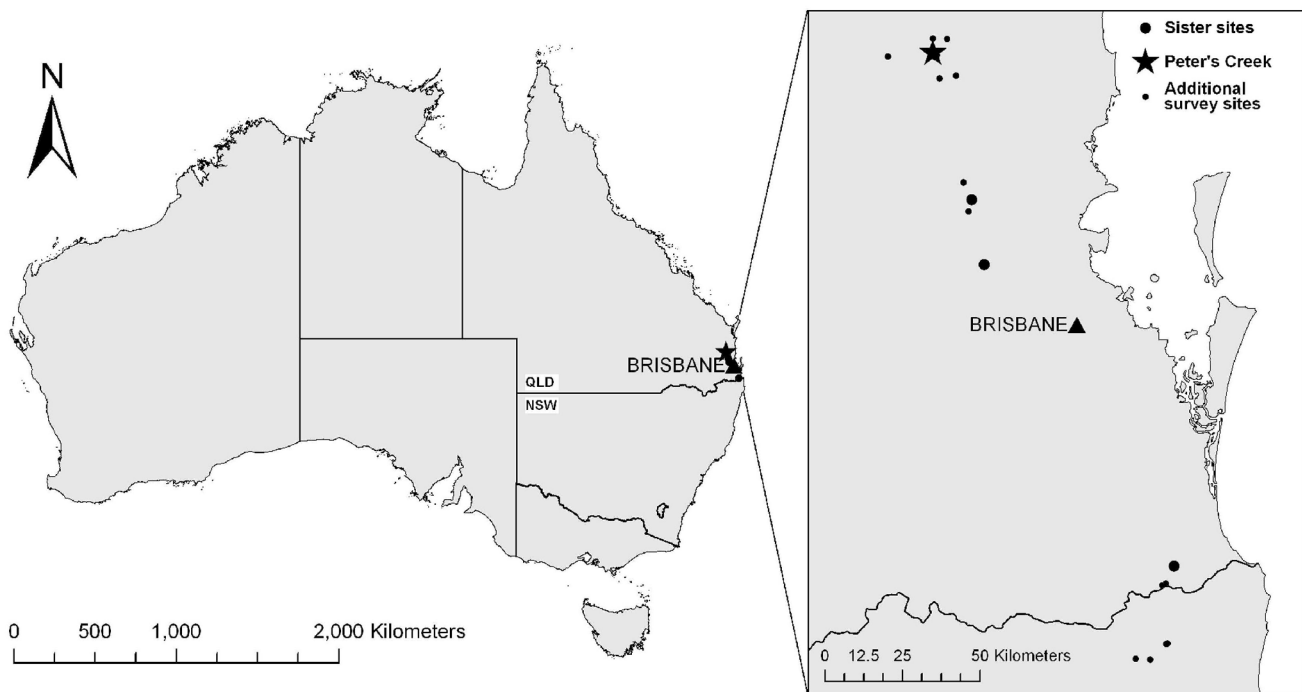 N
BRISBANE
QLD
NSW
0 500 1,000 2,000 Kilometers
Sister sites
Peter's Creek
Additional
survey sites
BRISBANE
0 12.5 25 50 Kilometers